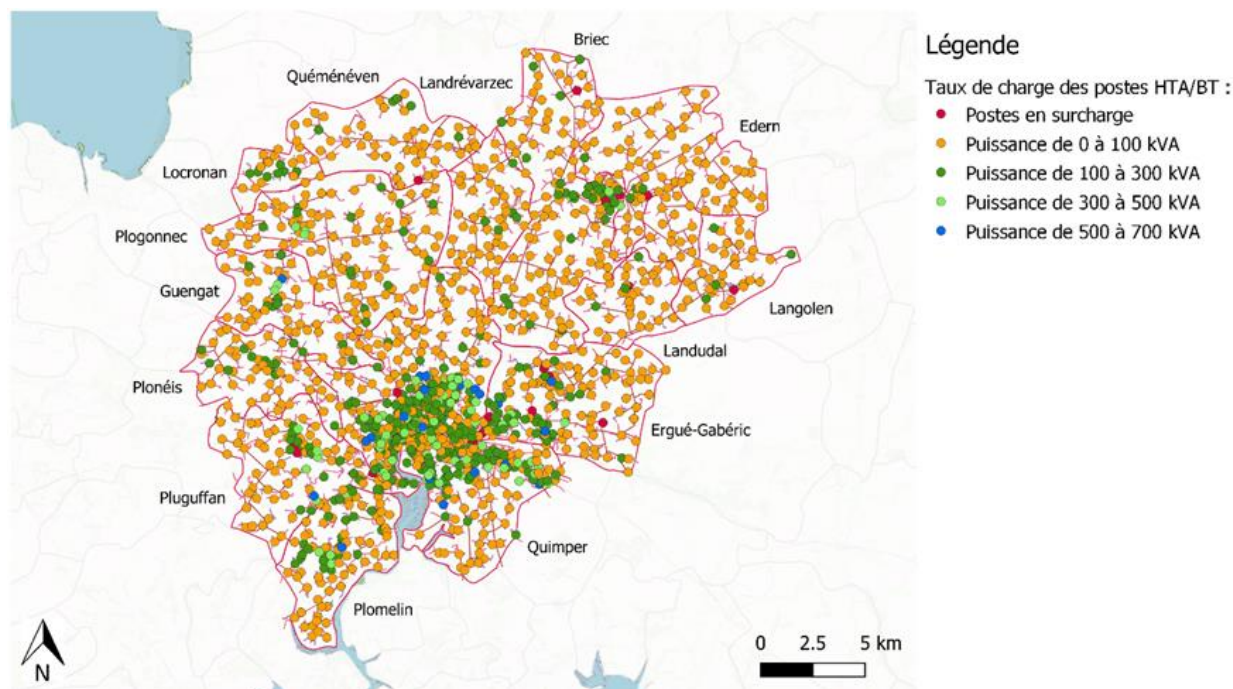 Briec
Quéménéven
Landrévarzec
Edern
Locronan
Plogonnec
Guengat
Langolen
Landudal
Plonéis
Ergué-Gabéric
Pluguffan
Quimper
Plomelin
N
0 2.5 5 km
Légende
Taux de charge des postes HTA/BT :
Postes en surcharge
Puissance de 0 à 100 kVA
Puissance de 100 à 300 kVA
Puissance de 300 à 500 kVA
Puissance de 500 à 700 kVA